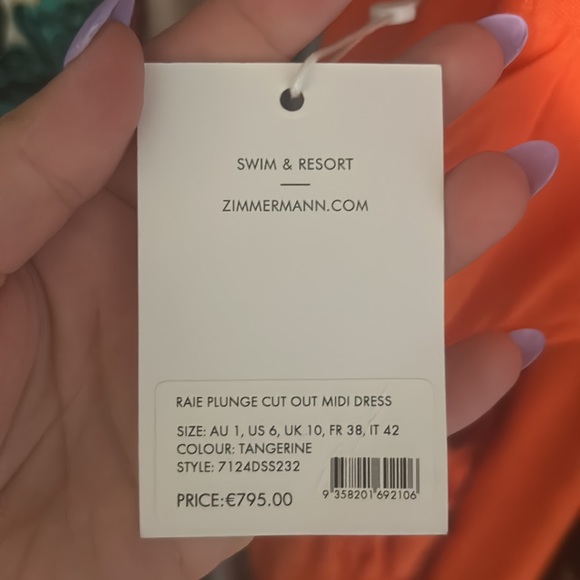 SWIM & RESORT
ZIMMERMANN.COM
RAIE PLUNGE CUT OUT MIDI DRESS
SIZE: AU 1, US 6, UK 10, FR 38, IT 42
COLOUR: TANGERINE
STYLE: 7124DSS232
PRICE:€795.00
9 358201 692106